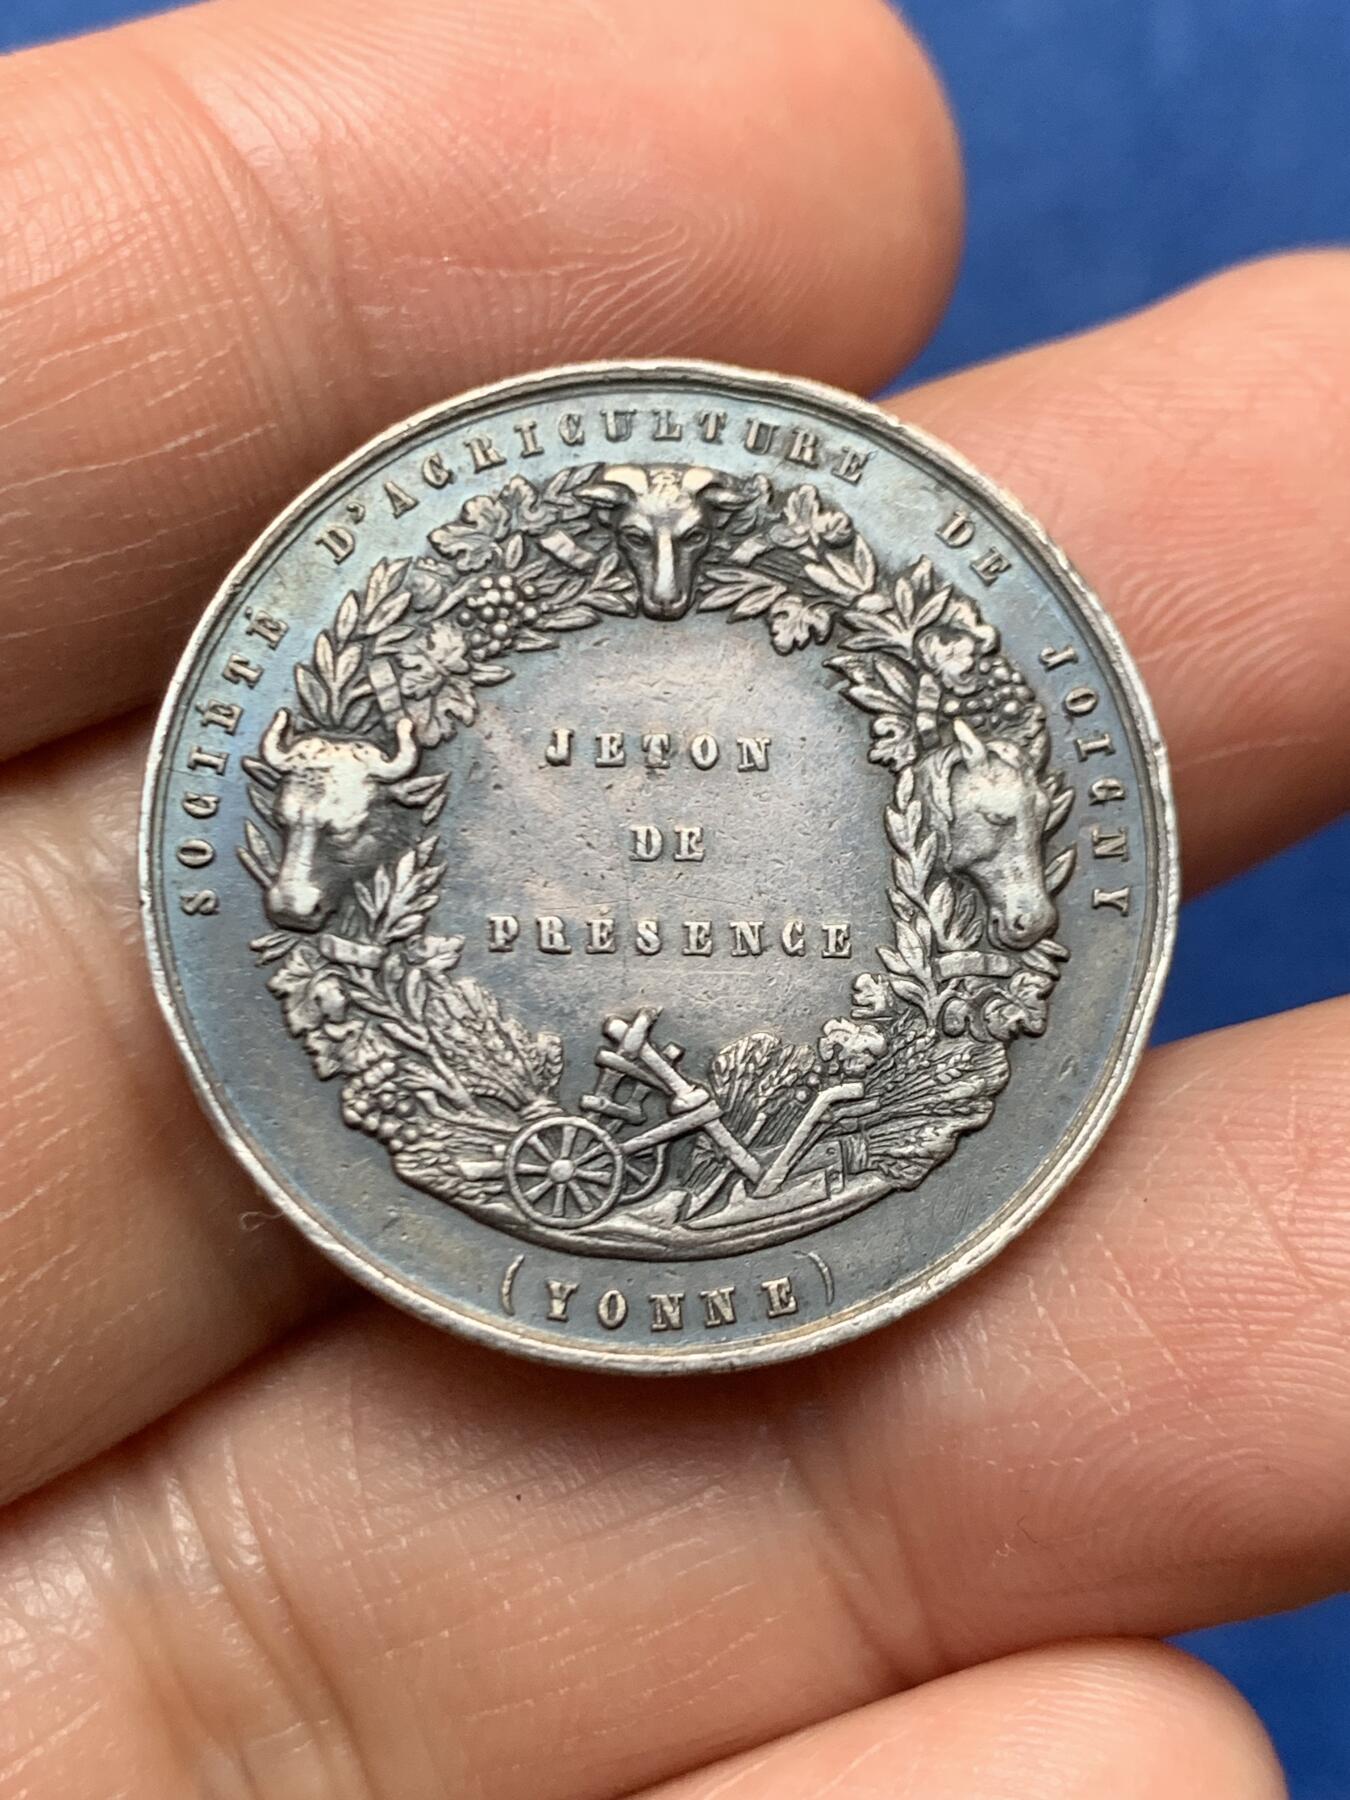 SOCIÉTÉ D'AGRICULTURE DE JOIGNY
JETON
DE
PRÉSENCE
(YONNE)